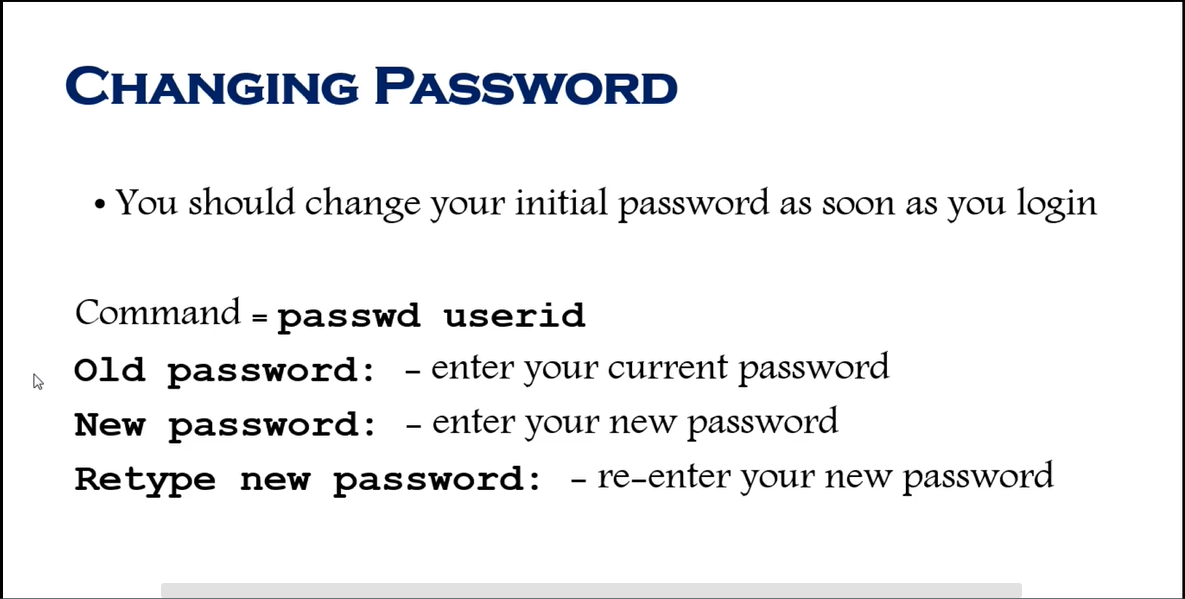 Changing Password
• You should change your initial password as soon as you login
Command = passwd userid
Old password: – enter your current password
New password: – enter your new password
Retype new password: – re-enter your new password